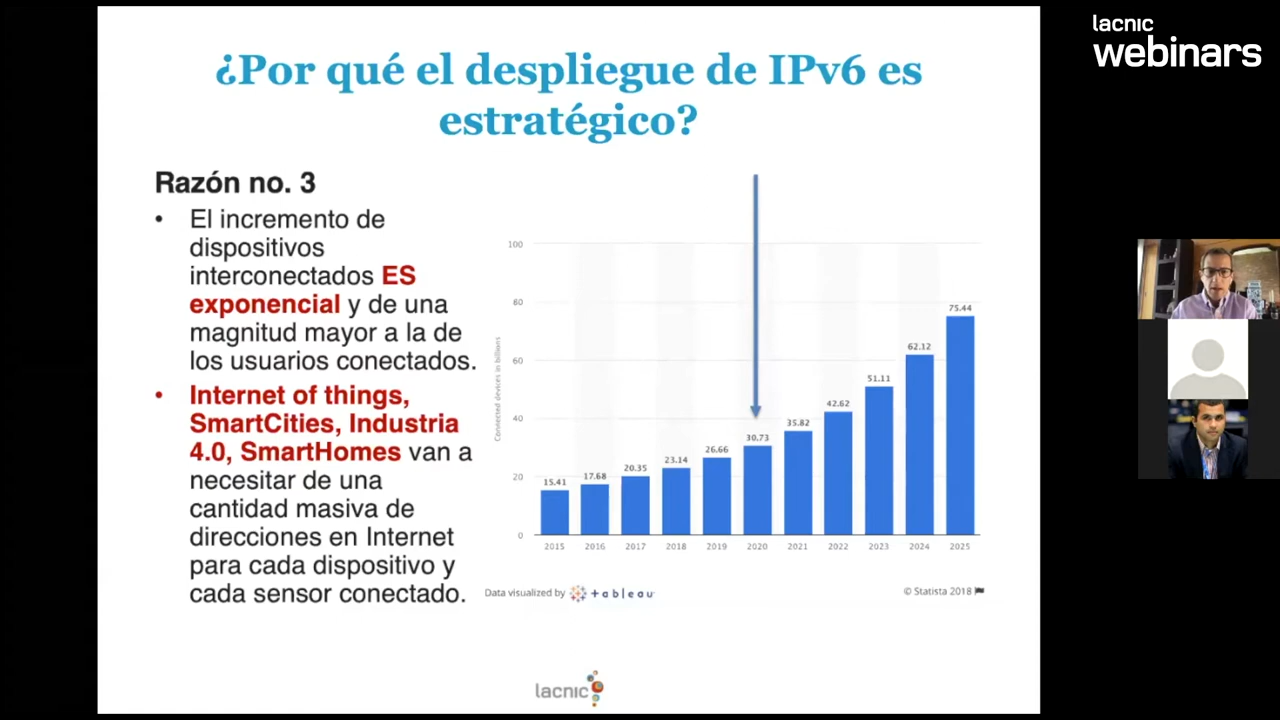 ¿Por qué el despliegue de IPv6 es
estratégico?
Razón no. 3
• El incremento de
dispositivos
interconectados ES
exponencial y de una
magnitud mayor a la de
los usuarios conectados.
• Internet of things,
SmartCities, Industria
4.0, SmartHomes van a
necesitar de una
cantidad masiva de
direcciones en Internet
para cada dispositivo y
cada sensor conectado.
Connected devices in billions
100
80
60
40
20
0
15.41
17.68
20.35
23.14
26.66
30.73
35.82
42.62
51.11
62.12
75.44
2015 2016 2017 2018 2019 2020 2021 2022 2023 2024 2025
Data visualized by +ableau
© Statista 2018
lacnic
lacnic
webinars